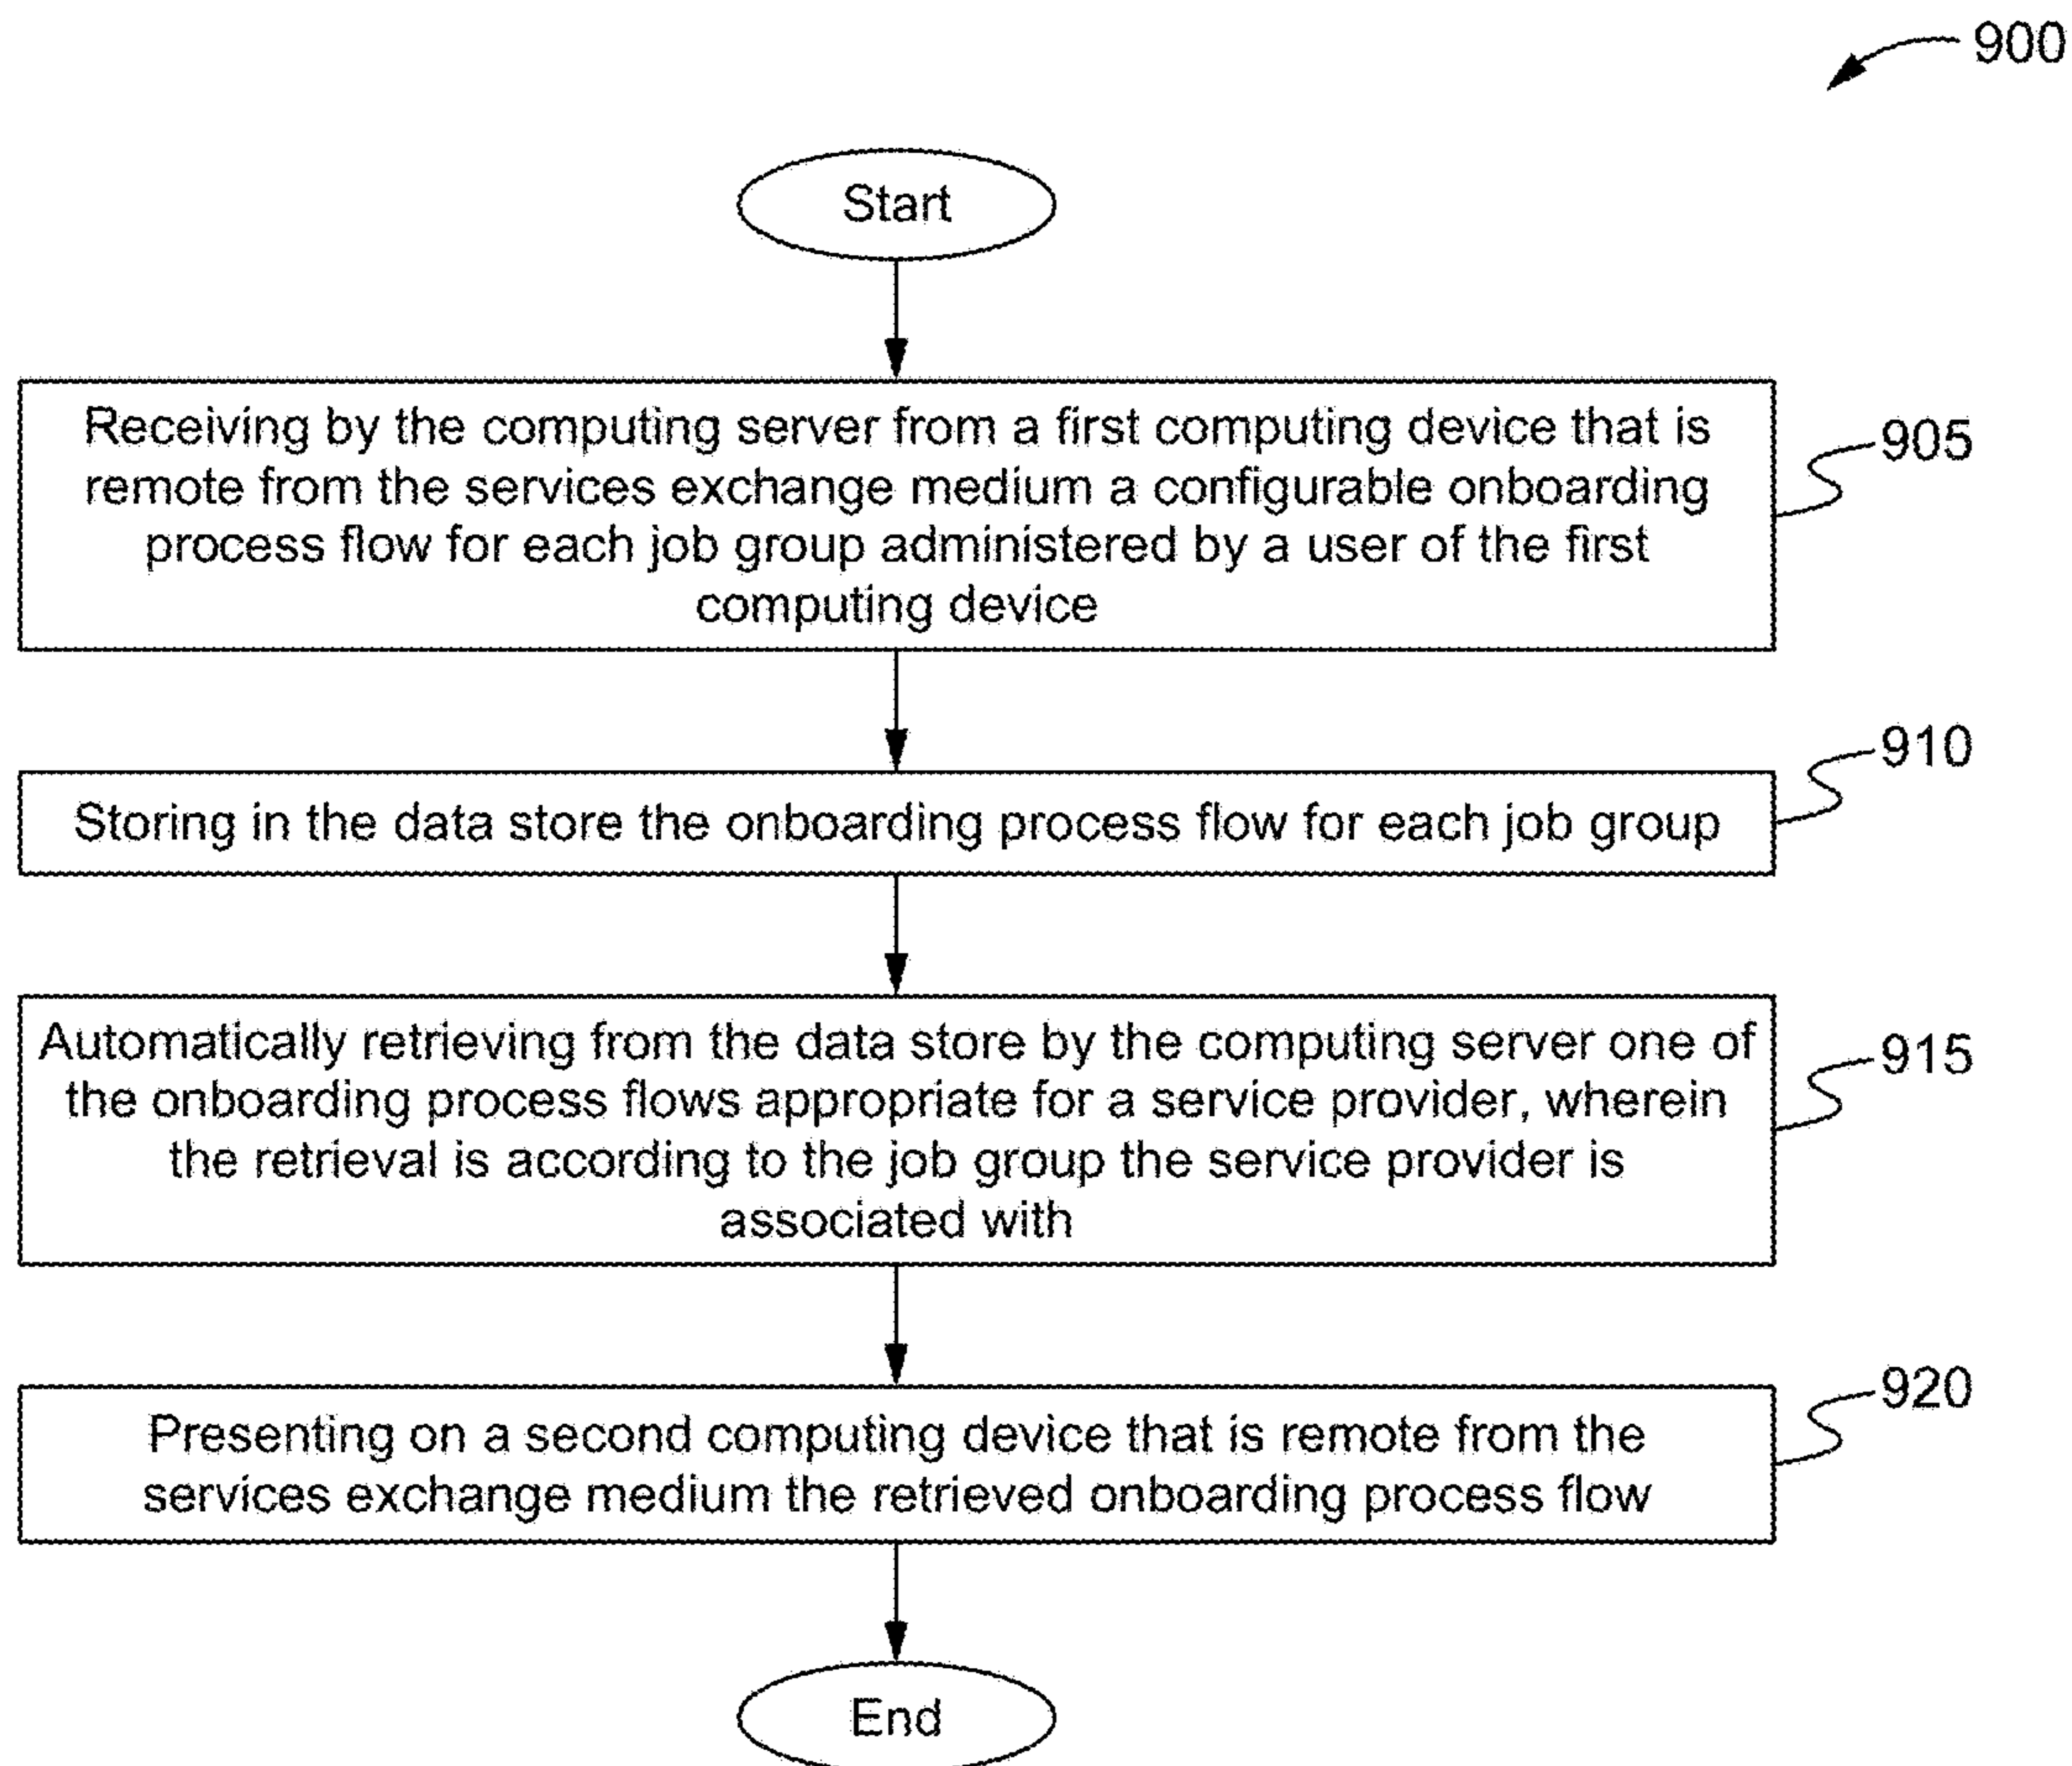 900
Start
Receiving by the computing server from a first computing device that is
remote from the services exchange medium a configurable onboarding
process flow for each job group administered by a user of the first
computing device
905
910
Storing in the data store the onboarding process flow for each job group
Automatically retrieving from the data store by the computing server one of
the onboarding process flows appropriate for a service provider, wherein
the retrieval is according to the job group the service provider is
associated with
915
Presenting on a second computing device that is remote from the
services exchange medium the retrieved onboarding process flow
920
End